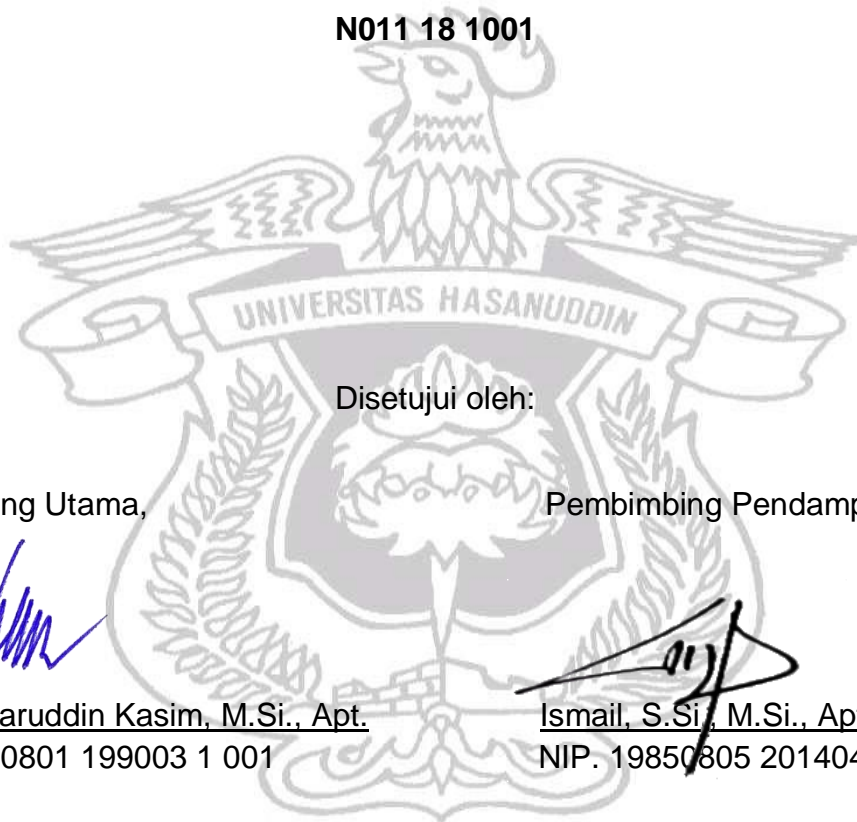 N011 18 1001
UNIVERSITAS HASANUDDIN
Disetujui oleh:
ng Utama,
Pembimbing Pendamp
aruddin Kasim, M.Si., Apt.
Ismail, S.Si, M.Si., Ap
0801 199003 1 001
NIP. 19850805 201404